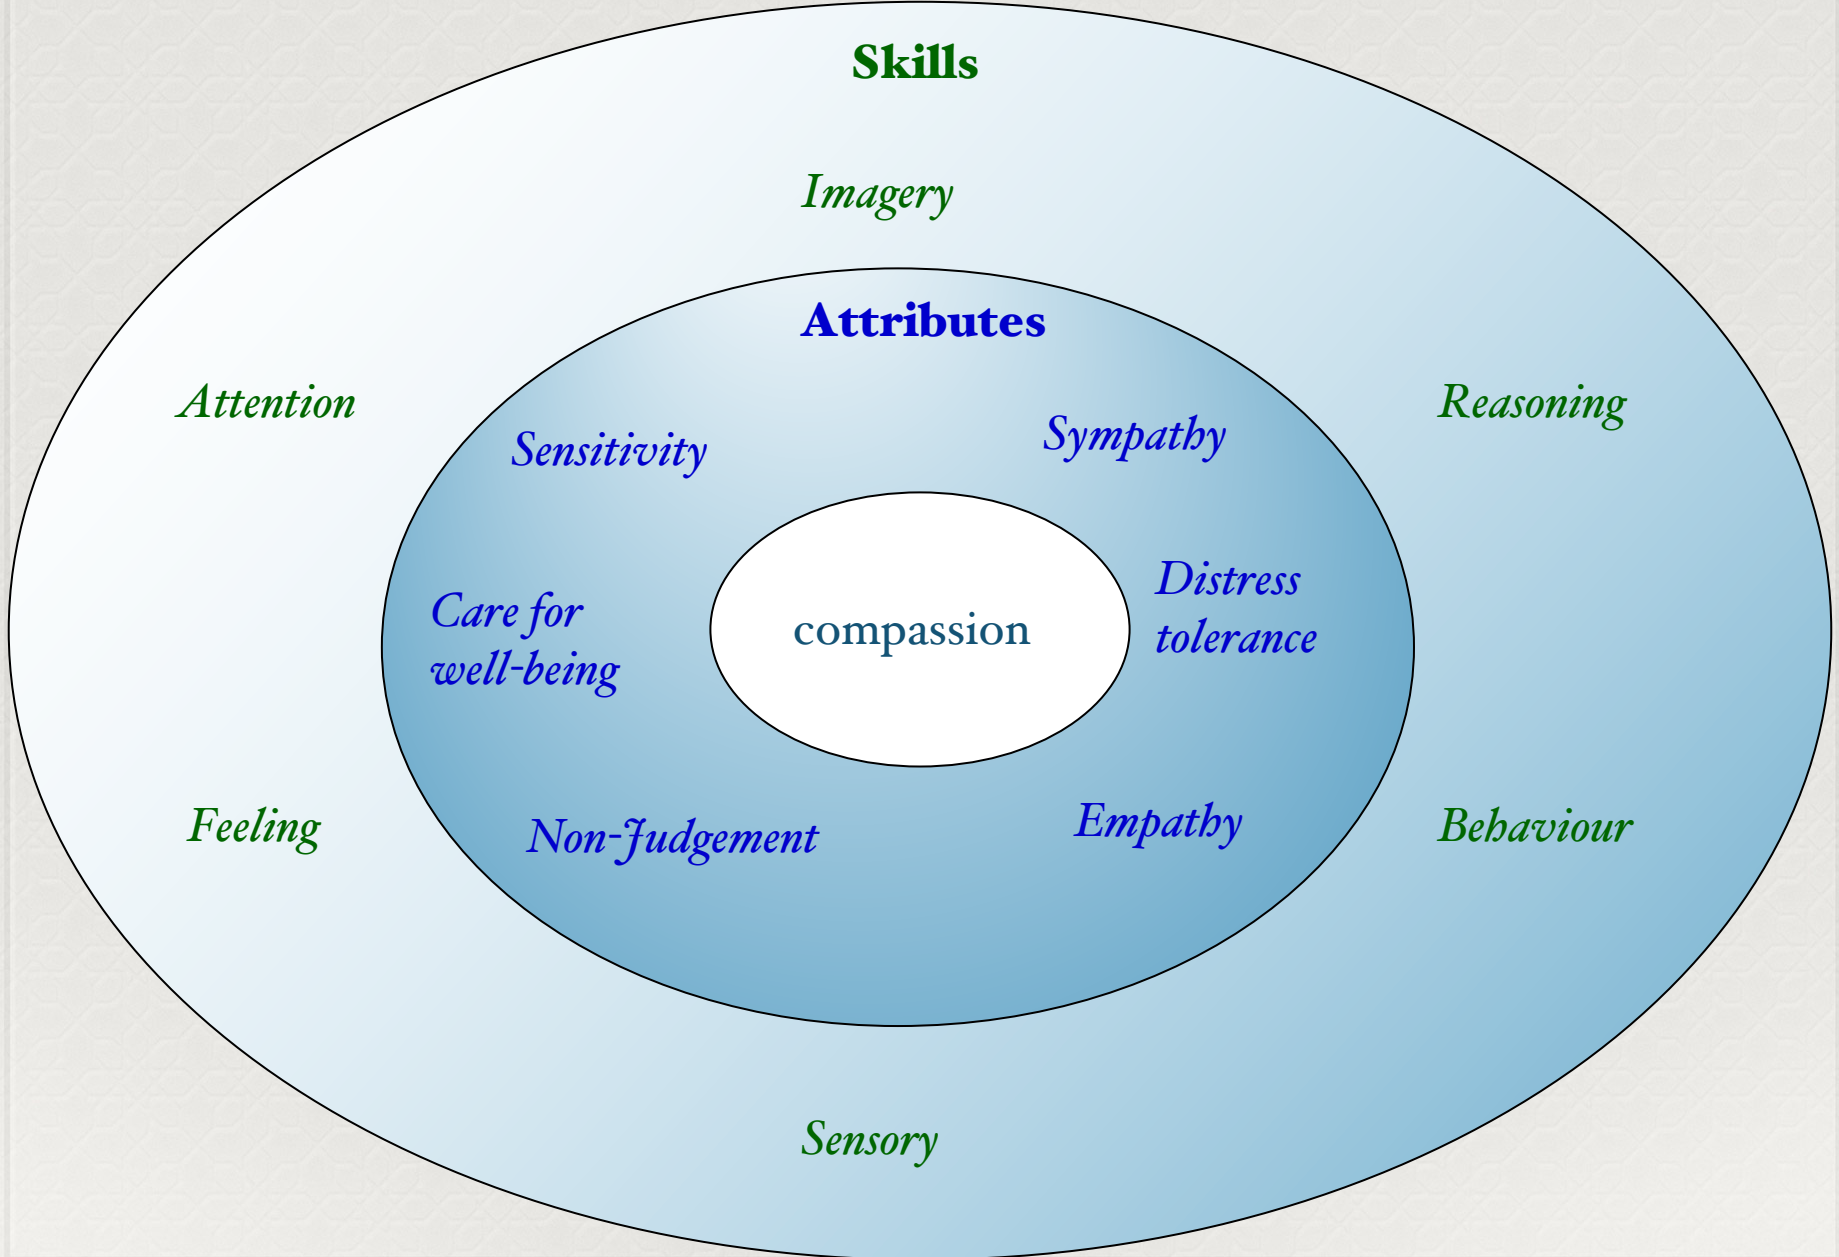 Skills
Imagery
Attributes
Attention
Reasoning
Sensitivity
Sympathy
Care for
well-being
compassion
Distress
tolerance
Feeling
Non-Judgement
Empathy
Behaviour
Sensory